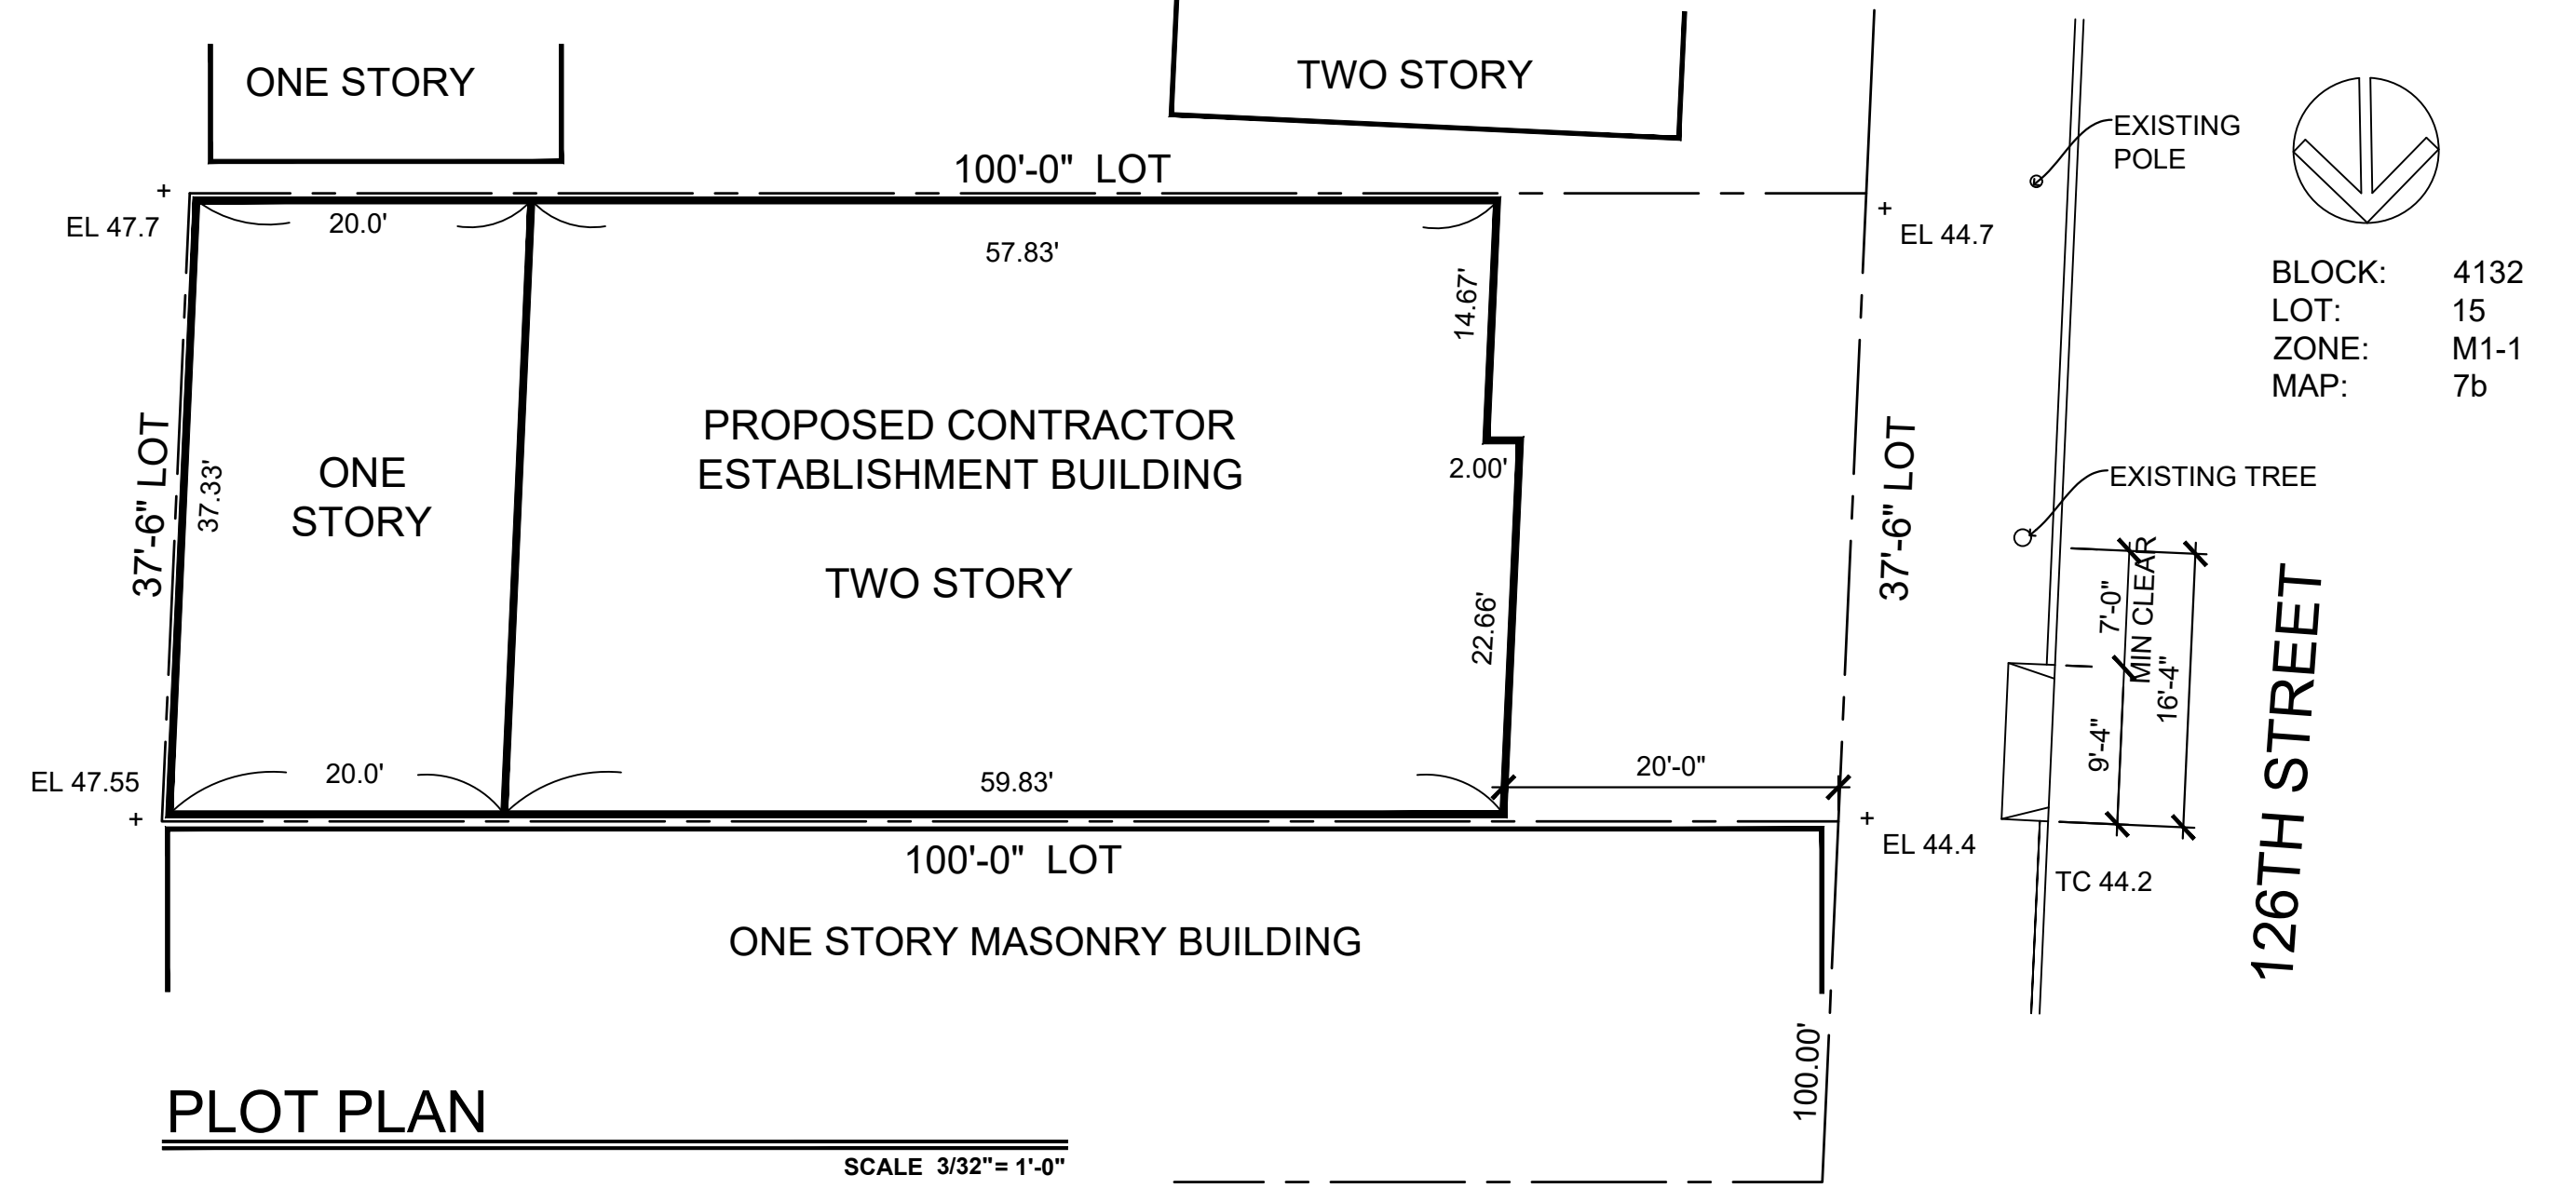 ONE STORY
TWO STORY
EXISTING
POLE
100'-0" LOT
EL 47.7
20.0'
57.83'
14.67'
EL 44.7
BLOCK: 4132
LOT: 15
ZONE: M1-1
MAP: 7b
37'-6" LOT
37.33'
ONE
STORY
PROPOSED CONTRACTOR
ESTABLISHMENT BUILDING
TWO STORY
2.00'
22.66'
37'-6" LOT
EXISTING TREE
7'-0"
MIN CLEAR
16'-4"
9'-4"
126TH STREET
EL 47.55
20.0'
59.83'
20'-0"
EL 44.4
100'-0" LOT
TC 44.2
ONE STORY MASONRY BUILDING
100.00'
PLOT PLAN
SCALE 3/32"= 1'-0"